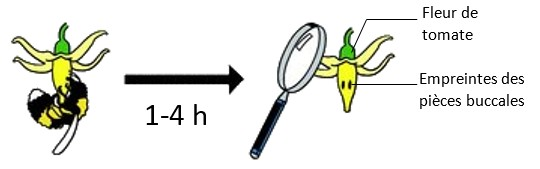 Fleur de
tomate
Empreintes des
pièces buccales
1-4 h